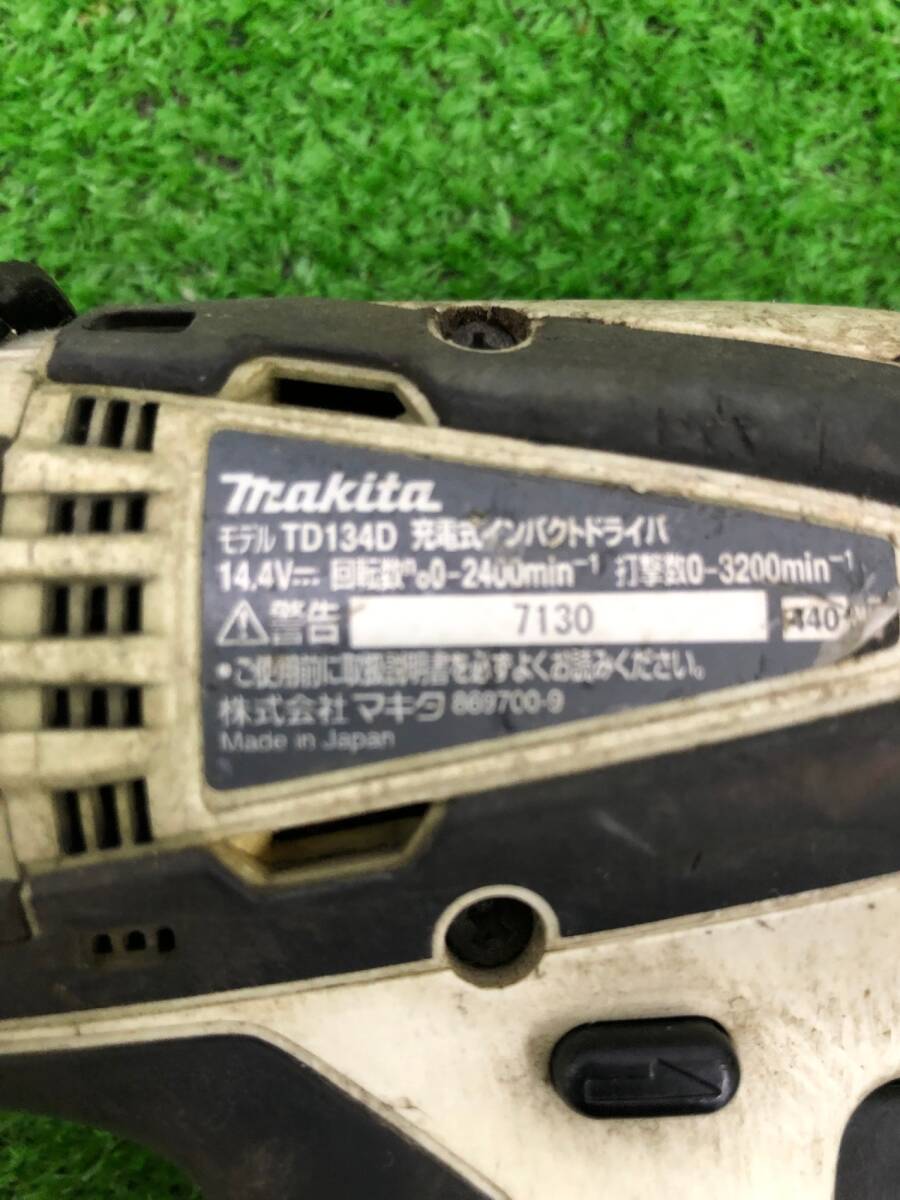 makita
モデル TD134D 充電式インパクトドライバ
14.4V⎓ 回転数n₀0-2400min⁻¹ 打撃数0-3200min⁻¹
⚠警告 7130 440
•ご使用前に取扱説明書を必ずよくお読みください。
株式会社 マキタ 869700-9
Made in Japan